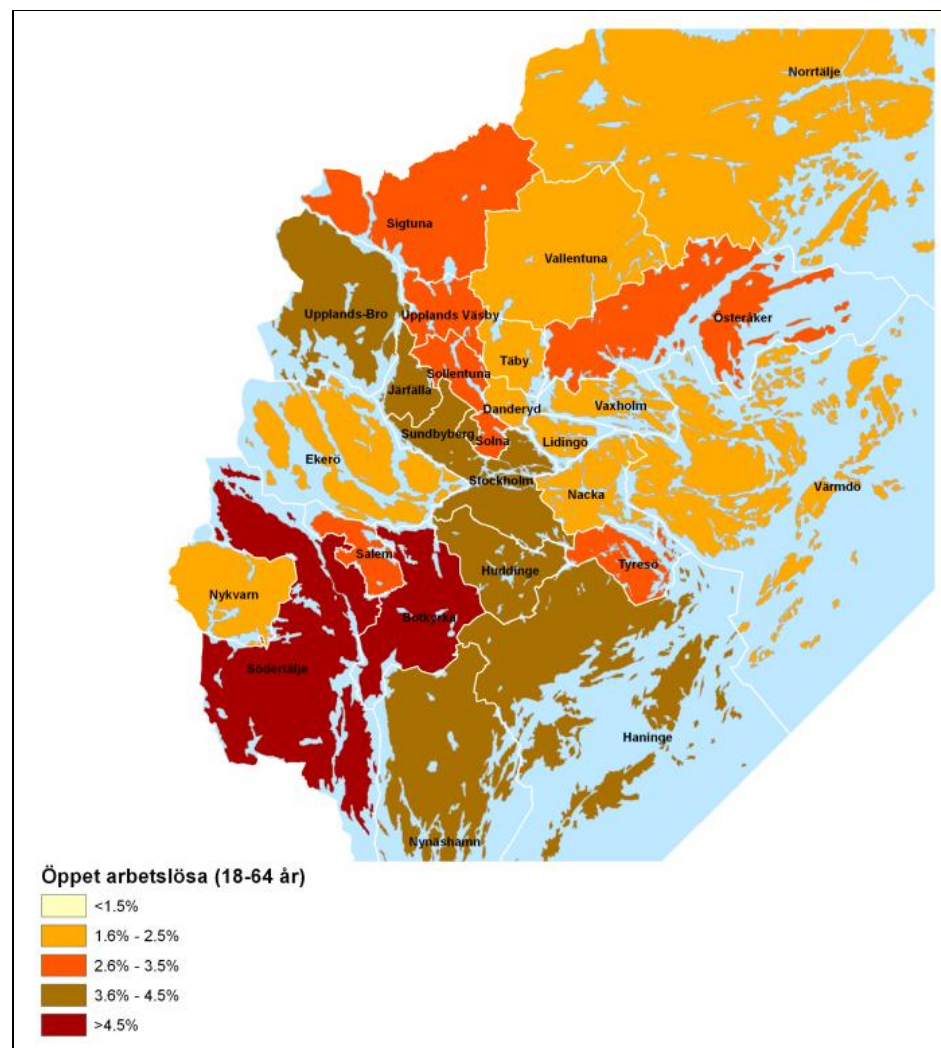 Norrtälje
Sigtuna
Vallentuna
Upplands-Bro
Upplands Väsby
Österåker
Täby
Sollentuna
Järfälla
Danderyd
Vaxholm
Sundbyberg
Solna
Lidingö
Ekerö
Stockholm
Värmdö
Nacka
Salem
Huddinge
Tyresö
Nykvarn
Botkyrka
Södertälje
Haninge
Nynäshamn
Öppet arbetslösa (18-64 år)
<1.5%
1.6% - 2.5%
2.6% - 3.5%
3.6% - 4.5%
>4.5%